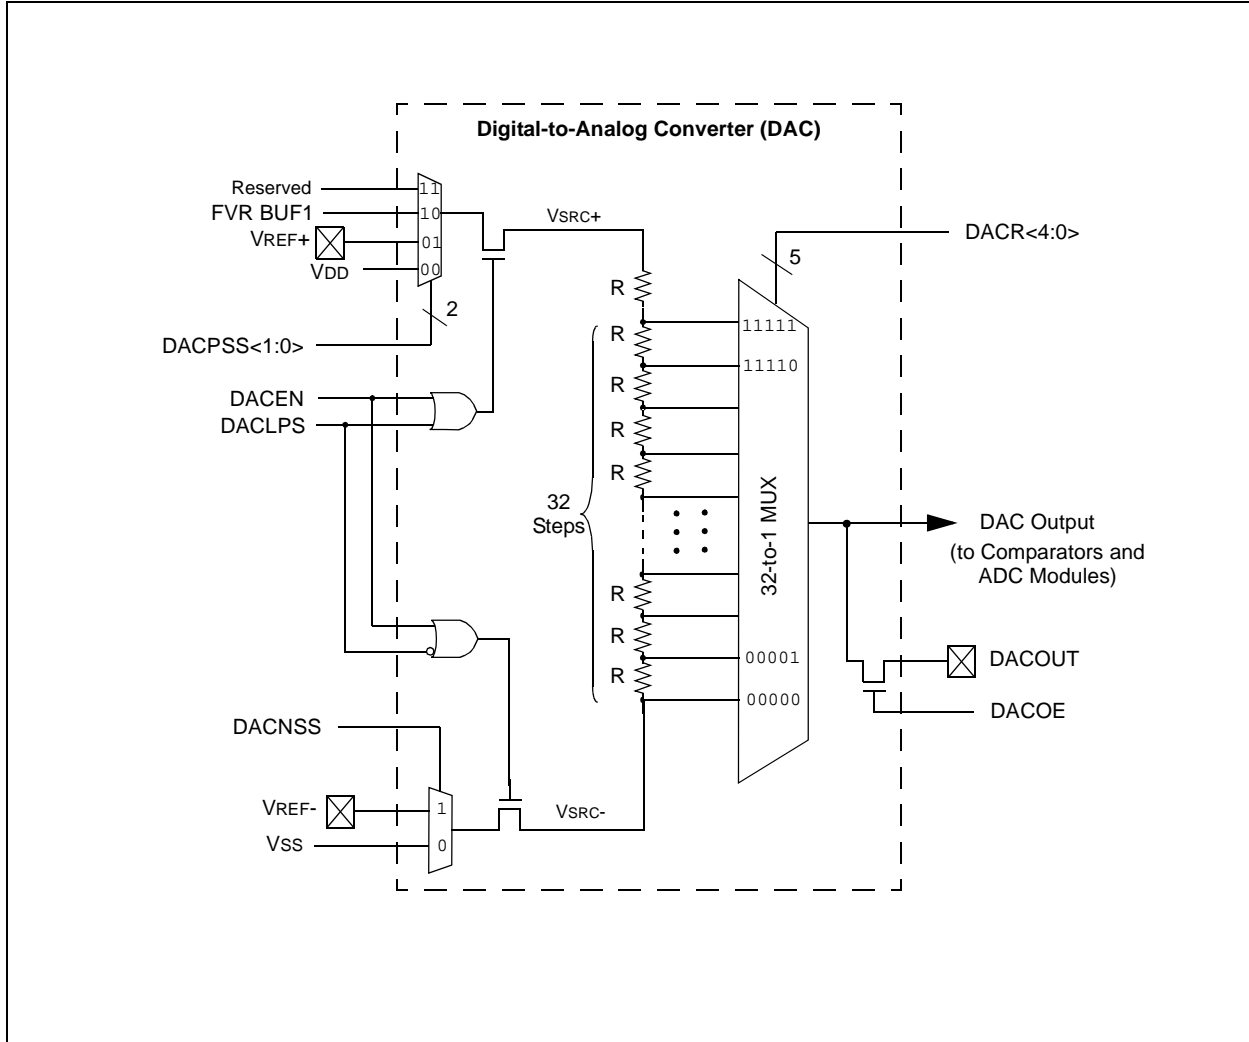 Digital-to-Analog Converter (DAC)
Reserved
11
FVR BUF1
10
VREF+
01
VDD
00
2
DACPSS<1:0>
DACEN
DACLPS
VSRC+
DACR<4:0>
5
R
R
R
R
R
R
R
R
32
Steps
11111
11110
32-to-1 MUX
00001
00000
DAC Output
(to Comparators and
ADC Modules)
DACOUT
DACOE
DACNSS
VREF-
1
VSS
0
VSRC-